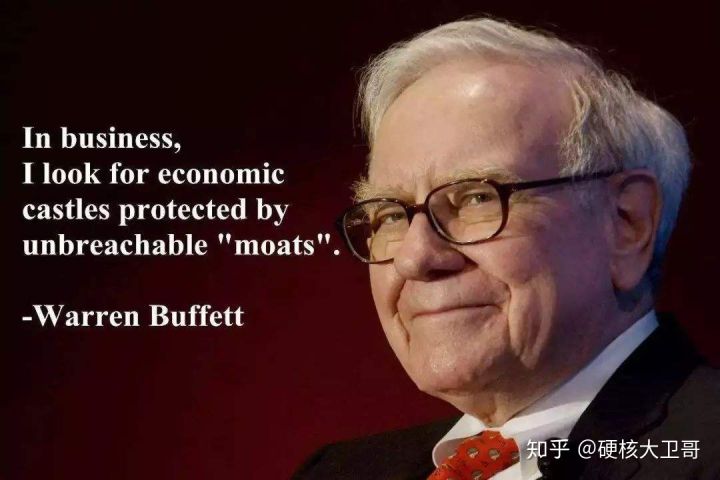 In business,
I look for economic
castles protected by
unbreachable "moats".
-Warren Buffett
知乎 @硬核大卫哥